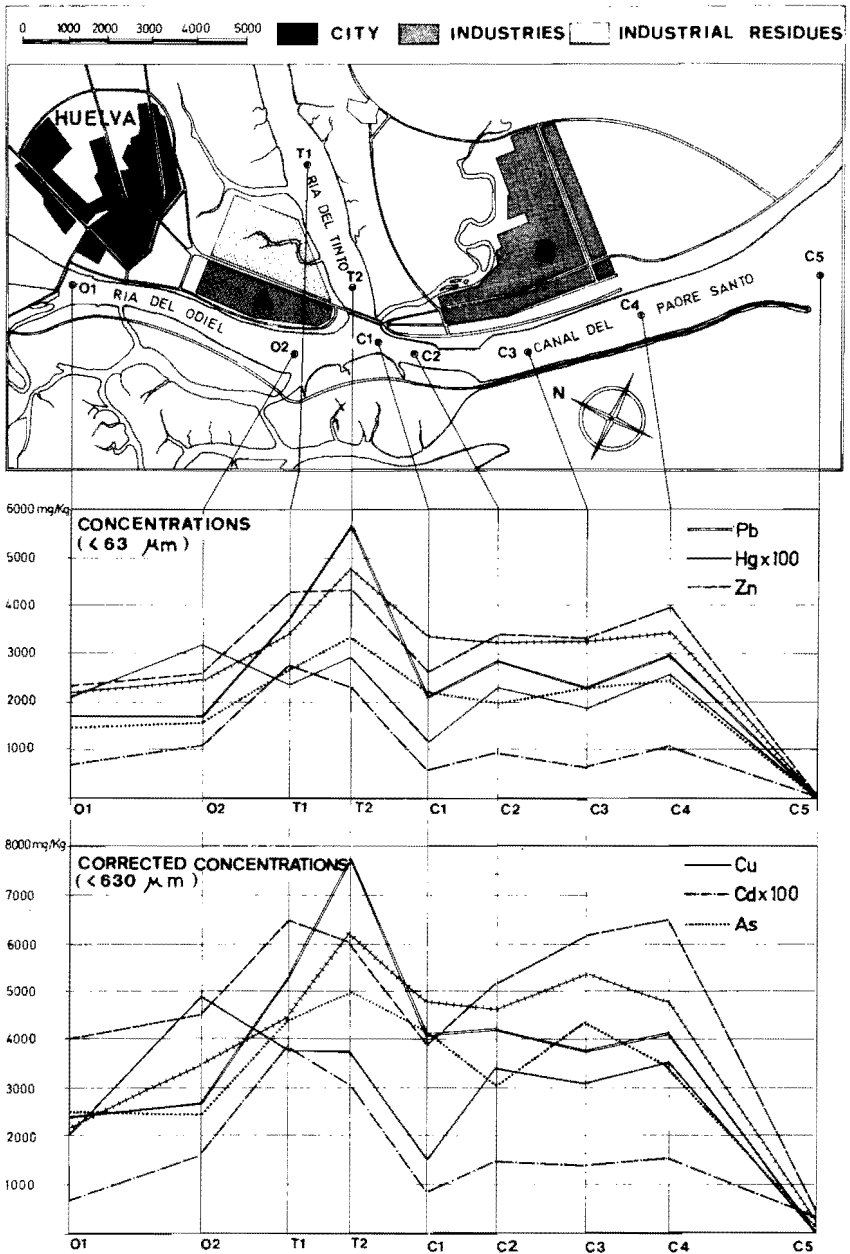 0 1000 2000 3000 4000 5000 CITY INDUSTRIES INDUSTRIAL RESIDUES
HUELVA
T1
RIA DEL TINTO
T2
C5
O1
RIA DEL ODIEL
C4
PAORE SANTO
C1
O2
C2
C3
CANAL DEL
N
6000 mg/Kg
CONCENTRATIONS
(<63 μm)
Pb
Hg x100
Zn
5000
4000
3000
2000
1000
O1 O2 T1 T2 C1 C2 C3 C4 C5
8000 mg/Kg
CORRECTED CONCENTRATIONS
(<630 μm)
Cu
Cd x100
As
7000
6000
5000
4000
3000
2000
1000
O1 O2 T1 T2 C1 C2 C3 C4 C5